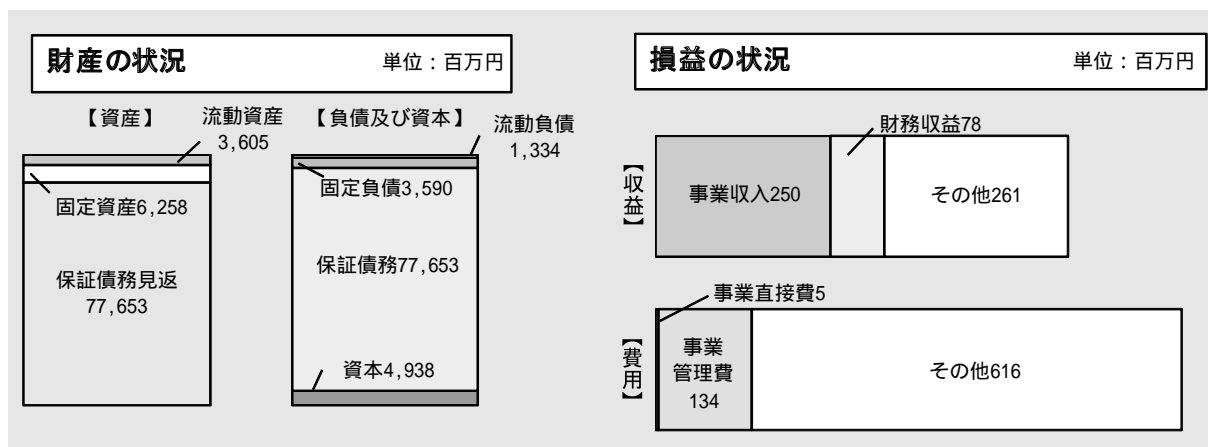 財産の状況
単位：百万円
【資産】
流動資産
3,605
固定資産6,258
保証債務見返
77,653
【負債及び資本】
流動負債
1,334
固定負債3,590
保証債務77,653
資本4,938
損益の状況
単位：百万円
【収益】
事業収入250
財務収益78
その他261
【費用】
事業直接費5
事業
管理費
134
その他616